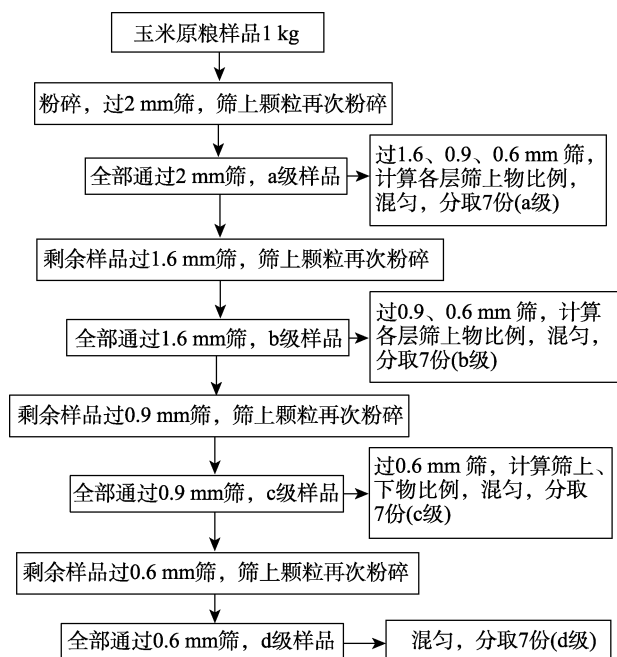 玉米原粮样品1 kg
粉碎，过2 mm筛，筛上颗粒再次粉碎
全部通过2 mm筛，a级样品
过1.6、0.9、0.6 mm 筛，
计算各层筛上物比例，
混匀，分取7份(a级)
剩余样品过1.6 mm筛，筛上颗粒再次粉碎
全部通过1.6 mm筛，b级样品
过0.9、0.6 mm 筛，计算
各层筛上物比例，混匀，
分取7份(b级)
剩余样品过0.9 mm筛，筛上颗粒再次粉碎
全部通过0.9 mm筛，c级样品
过0.6 mm 筛，计算筛上、
下物比例，混匀，分取
7份(c级)
剩余样品过0.6 mm筛，筛上颗粒再次粉碎
全部通过0.6 mm筛，d级样品
混匀，分取7份(d级)